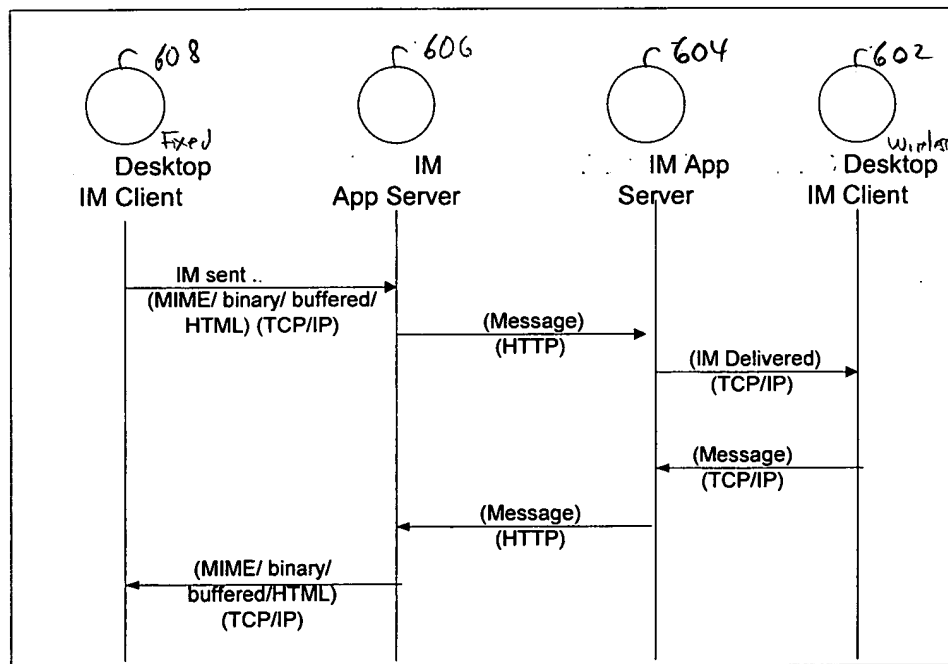 608
606
604
602
Fixed
Desktop
IM Client
IM
App Server
IM App
Server
Wireless
Desktop
IM Client
IM sent ..
(MIME/ binary/ buffered/
HTML) (TCP/IP)
(Message)
(HTTP)
(IM Delivered)
(TCP/IP)
(Message)
(TCP/IP)
(Message)
(HTTP)
(MIME/ binary/
buffered/HTML)
(TCP/IP)